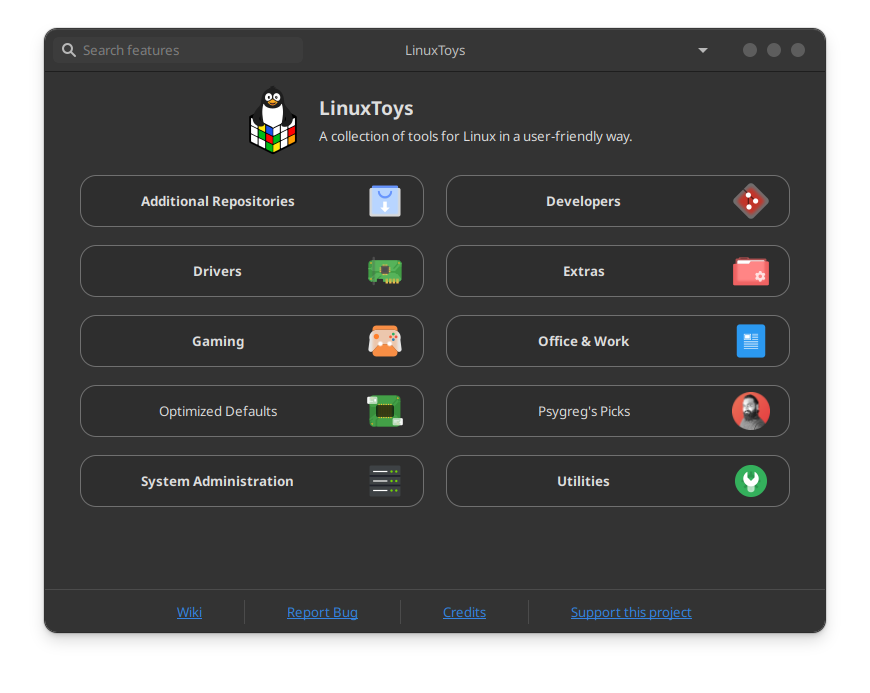 Search features
LinuxToys
LinuxToys
A collection of tools for Linux in a user-friendly way.
Additional Repositories
Developers
Drivers
Extras
Gaming
Office & Work
Optimized Defaults
Psygreg's Picks
System Administration
Utilities
Wiki
Report Bug
Credits
Support this project